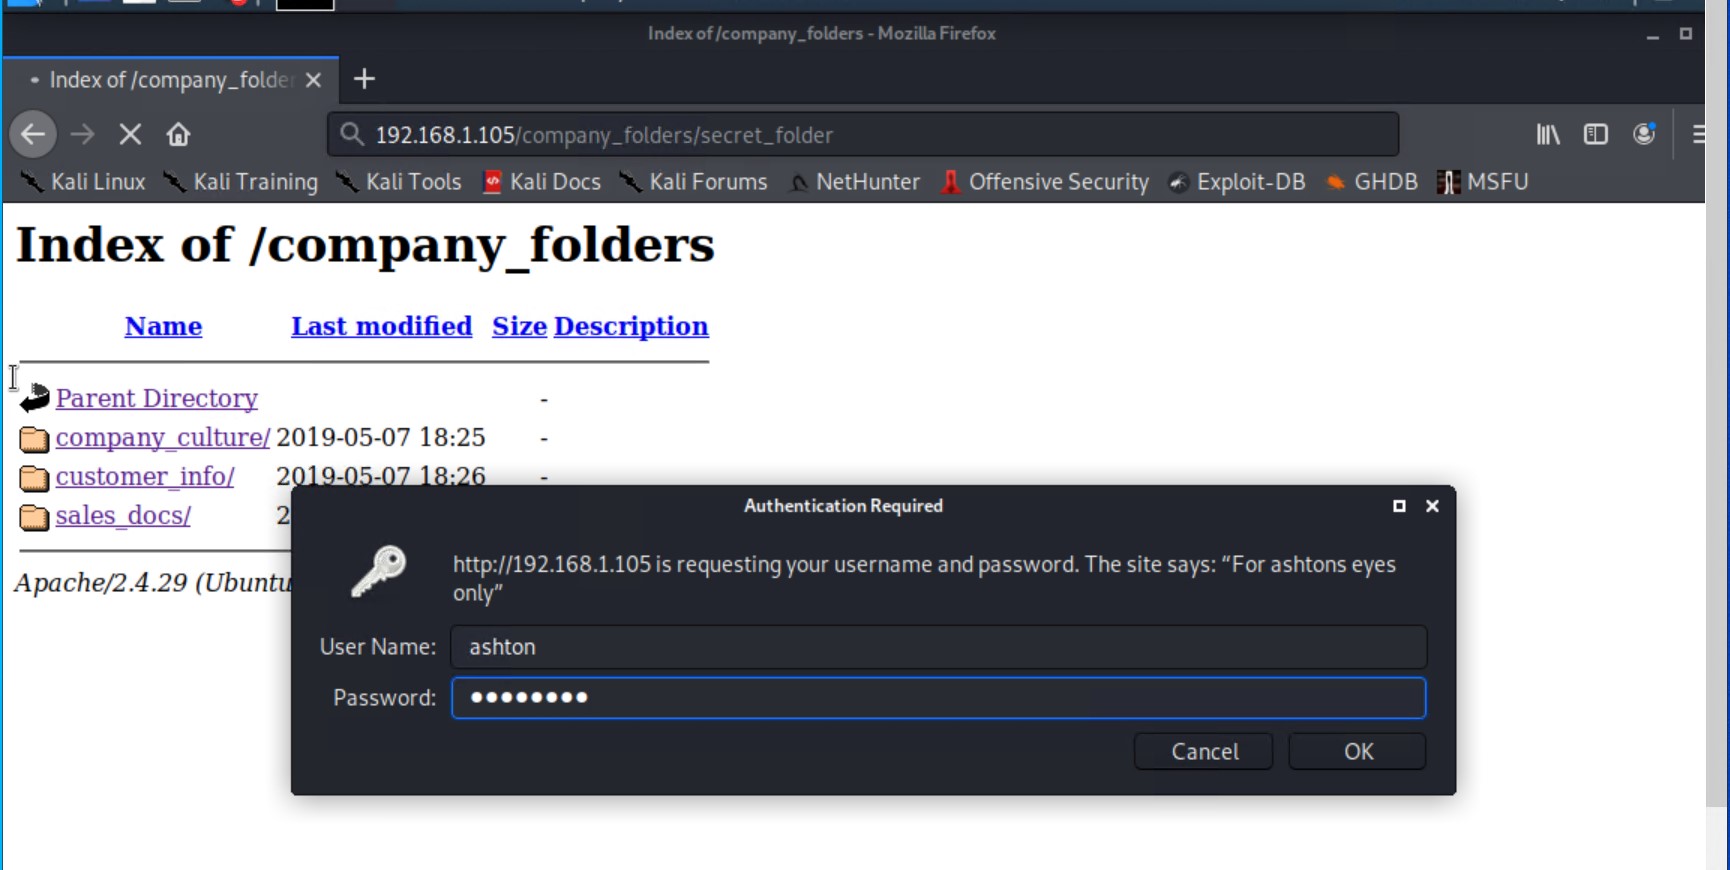 Index of /company_folders - Mozilla Firefox
Index of /company_folder
192.168.1.105/company_folders/secret_folder
Kali Linux Kali Training Kali Tools Kali Docs Kali Forums NetHunter Offensive Security Exploit-DB GHDB MSFU
Index of /company_folders
Name Last modified Size Description
Parent Directory -
company_culture/ 2019-05-07 18:25 -
customer_info/ 2019-05-07 18:26 -
sales_docs/ 2
Apache/2.4.29 (Ubuntu
Authentication Required
http://192.168.1.105 is requesting your username and password. The site says: “For ashtons eyes
only”
User Name: ashton
Password: ●●●●●●●●
Cancel OK